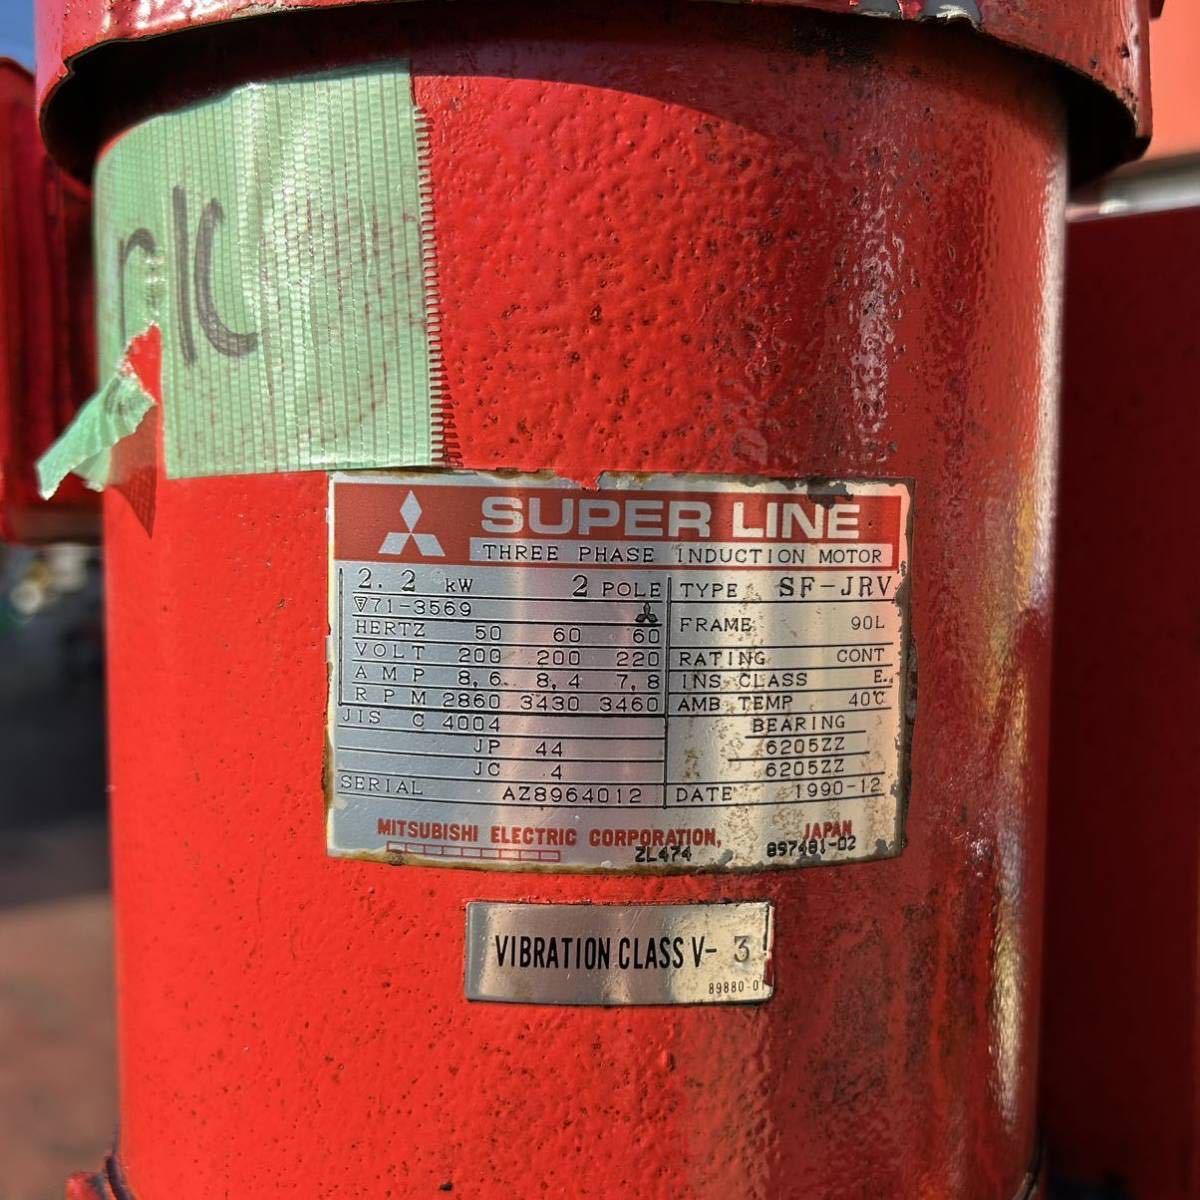 SUPER LINE
THREE PHASE INDUCTION MOTOR
2.2 kW 2 POLE
71-3569
HERTZ 50 60 60
VOLT 200 200 220
AMP 8,6 8,4 7,8
RPM 2860 3430 3460
JIS C 4004
JP 44
JC 4
SERIAL AZ8964012
TYPE SF-JRV
FRAME 90L
RATING CONT
INS CLASS E
AMB TEMP 40°C
BEARING
6205ZZ
6205ZZ
DATE 1990-12
MITSUBISHI ELECTRIC CORPORATION, JAPAN
ZL474 897481-02
VIBRATION CLASS V- 3